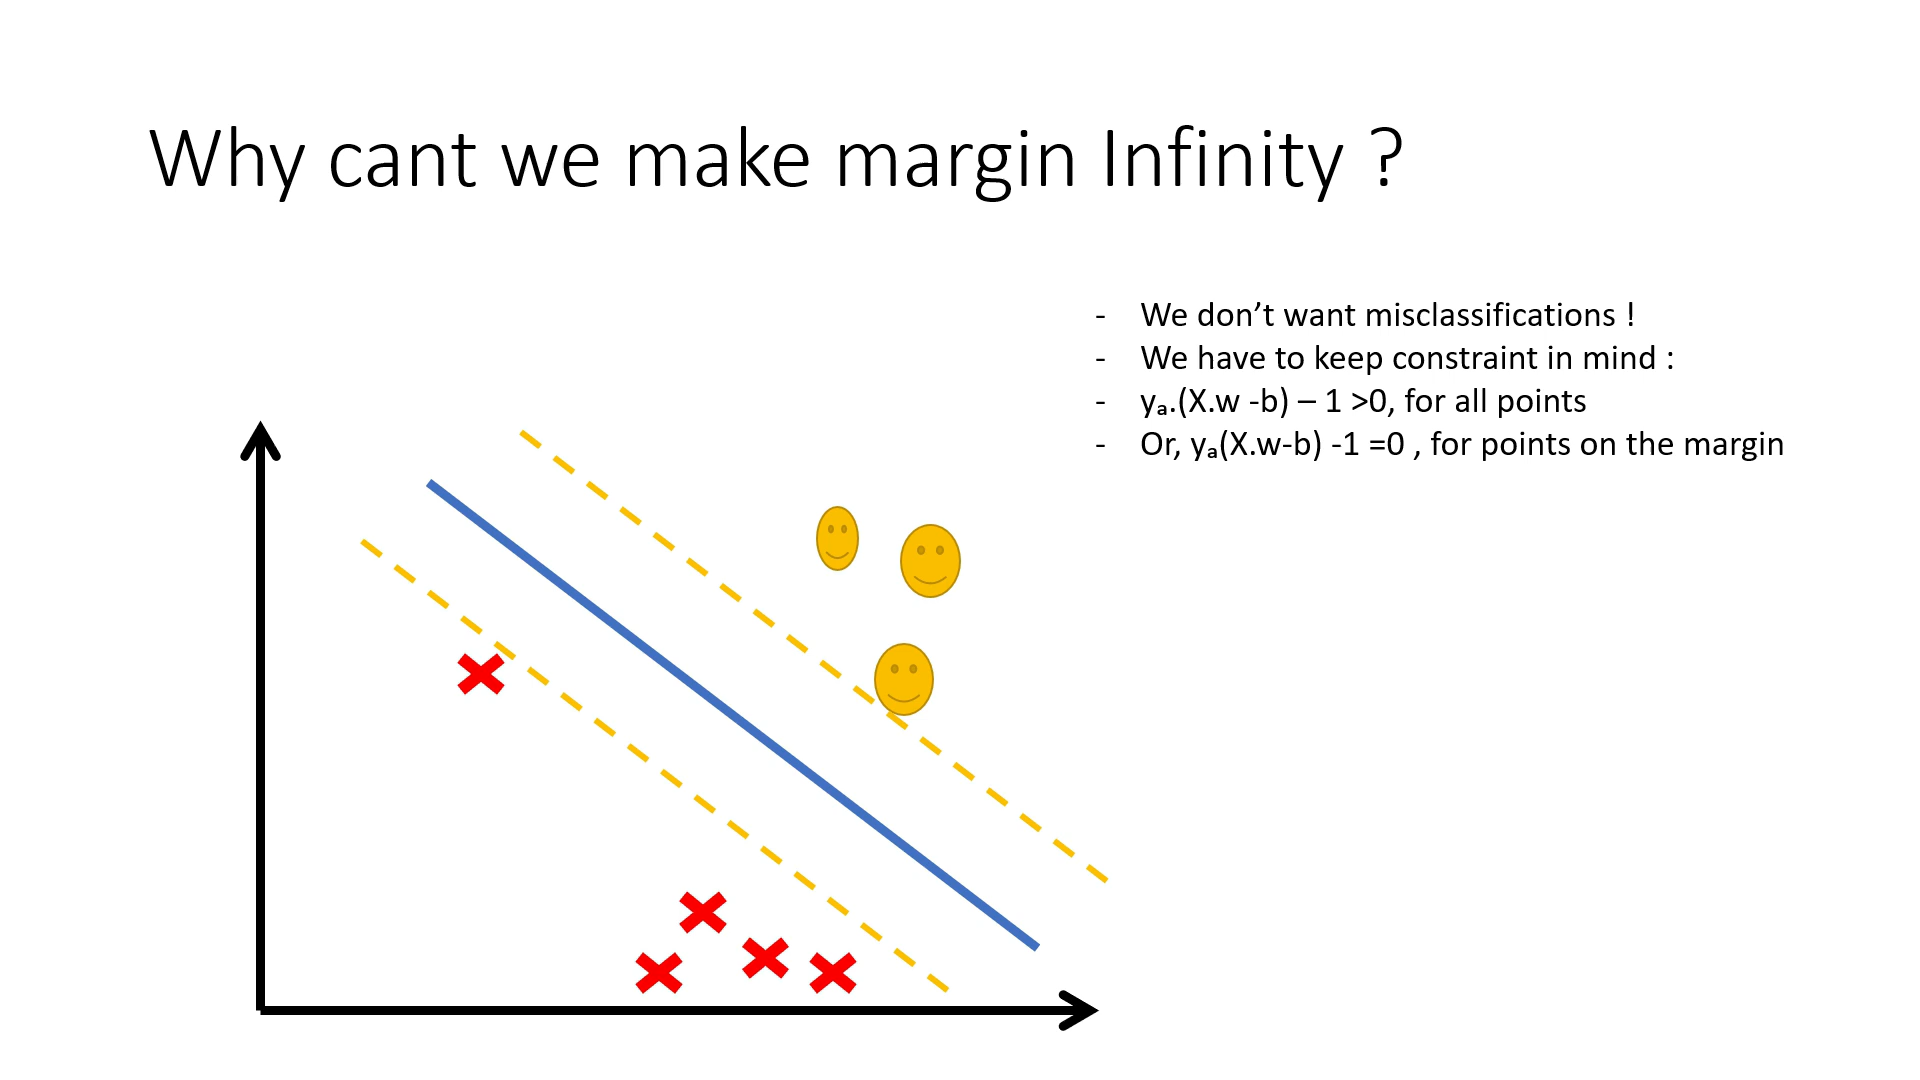 Why cant we make margin Infinity ?
- We don’t want misclassifications !
- We have to keep constraint in mind :
- yₐ.(X.w -b) – 1 >0, for all points
- Or, yₐ(X.w-b) -1 =0 , for points on the margin